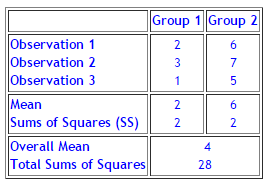 Group 1 Group 2
Observation 1 2 6
Observation 2 3 7
Observation 3 1 5
Mean 2 6
Sums of Squares (SS) 2 2
Overall Mean 4
Total Sums of Squares 28